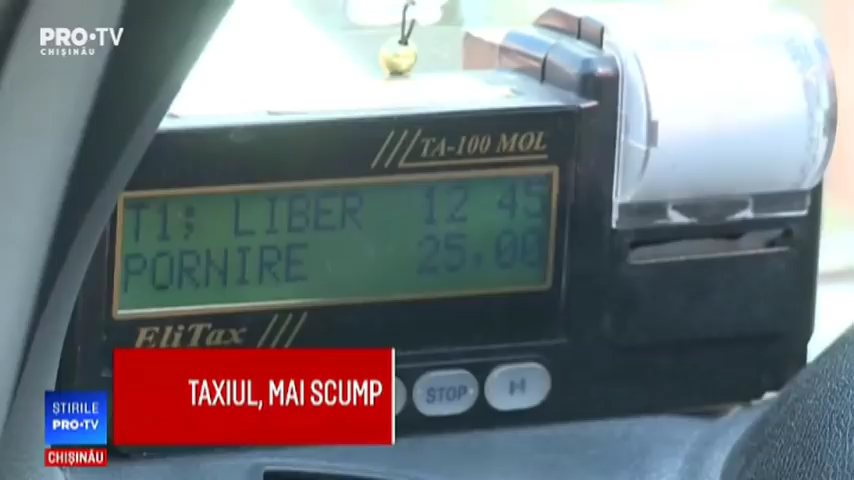 PRO•TV
CHIȘINĂU
TA-100 MOL
T1; LIBER 12 45
PORNIRE 25.00
EliTax
TAXIUL, MAI SCUMP
STOP
ȘTIRILE
PRO•TV
CHIȘINĂU